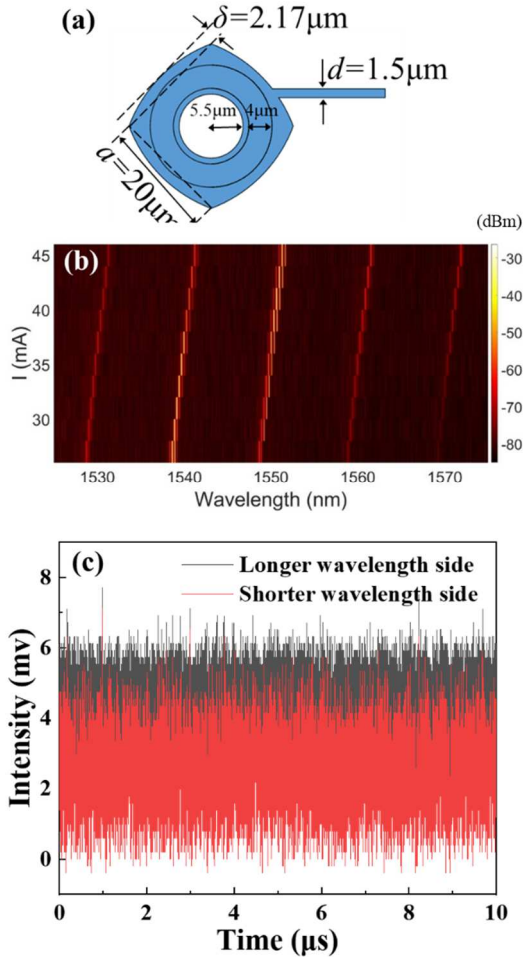 (a)
δ=2.17μm
d=1.5μm
5.5μm
4μm
a=20μm
(dBm)
(b)
45
40
35
30
I (mA)
1530
1540
1550
1560
1570
Wavelength (nm)
-30
-40
-50
-60
-70
-80
(c)
Longer wavelength side
Shorter wavelength side
8
6
4
2
0
Intensity (mv)
0
2
4
6
8
10
Time (μs)